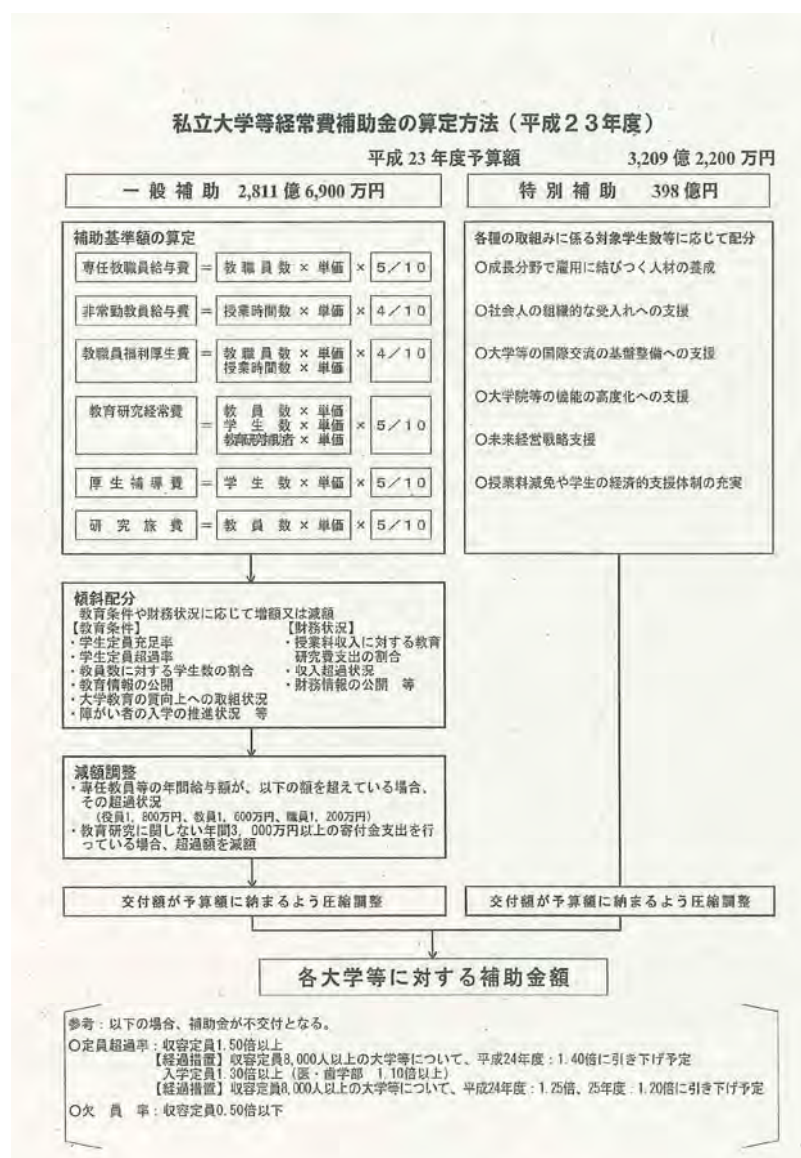 私立大学等経常費補助金の算定方法（平成２３年度）
平成 23 年度予算額 3,209 億 2,200 万円
一 般 補 助 2,811 億 6,900 万円
補助基準額の算定
専任教職員給与費 ＝ 教職員数 × 単価 × ５／１０
非常勤教員給与費 ＝ 授業時間数 × 単価 × ４／１０
教職員福利厚生費 ＝ 教職員数 × 単価 × ４／１０
授業時間数 × 単価
教育研究経常費 ＝ 教員数 × 単価 × ５／１０
学生数 × 単価
教育研究補助者 × 単価
厚生補導費 ＝ 学生数 × 単価 × ５／１０
研究旅費 ＝ 教員数 × 単価 × ５／１０
特 別 補 助 398 億円
各種の取組みに係る対象学生数等に応じて配分
○成長分野で雇用に結びつく人材の養成
○社会人の組織的な受入れへの支援
○大学等の国際交流の基盤整備への支援
○大学院等の機能の高度化への支援
○未来経営戦略支援
○授業料減免や学生の経済的支援体制の充実
傾斜配分
教育条件や財務状況に応じて増額又は減額
【教育条件】
・学生定員充足率
・学生定員超過率
・教員数に対する学生数の割合
・教育情報の公開
・大学教育の質向上への取組状況
・障がい者の入学の推進状況 等
【財務状況】
・授業料収入に対する教育
研究費支出の割合
・収入超過状況
・財務情報の公開 等
減額調整
・専任教員等の年間給与額が、以下の額を超えている場合、
その超過状況
（役員1，800万円、教員1，600万円、職員1，200万円）
・教育研究に関しない年間3，000万円以上の寄付金支出を行
っている場合、超過額を減額
交付額が予算額に納まるよう圧縮調整
交付額が予算額に納まるよう圧縮調整
各大学等に対する補助金額
参考：以下の場合、補助金が不交付となる。
○定員超過率：収容定員1.50倍以上
【経過措置】収容定員8,000人以上の大学等について、平成24年度：1.40倍に引き下げ予定
入学定員1.30倍以上（医・歯学部 1.10倍以上）
【経過措置】収容定員8,000人以上の大学等について、平成24年度：1.25倍、25年度：1.20倍に引き下げ予定
○欠 員 率：収容定員0.50倍以下